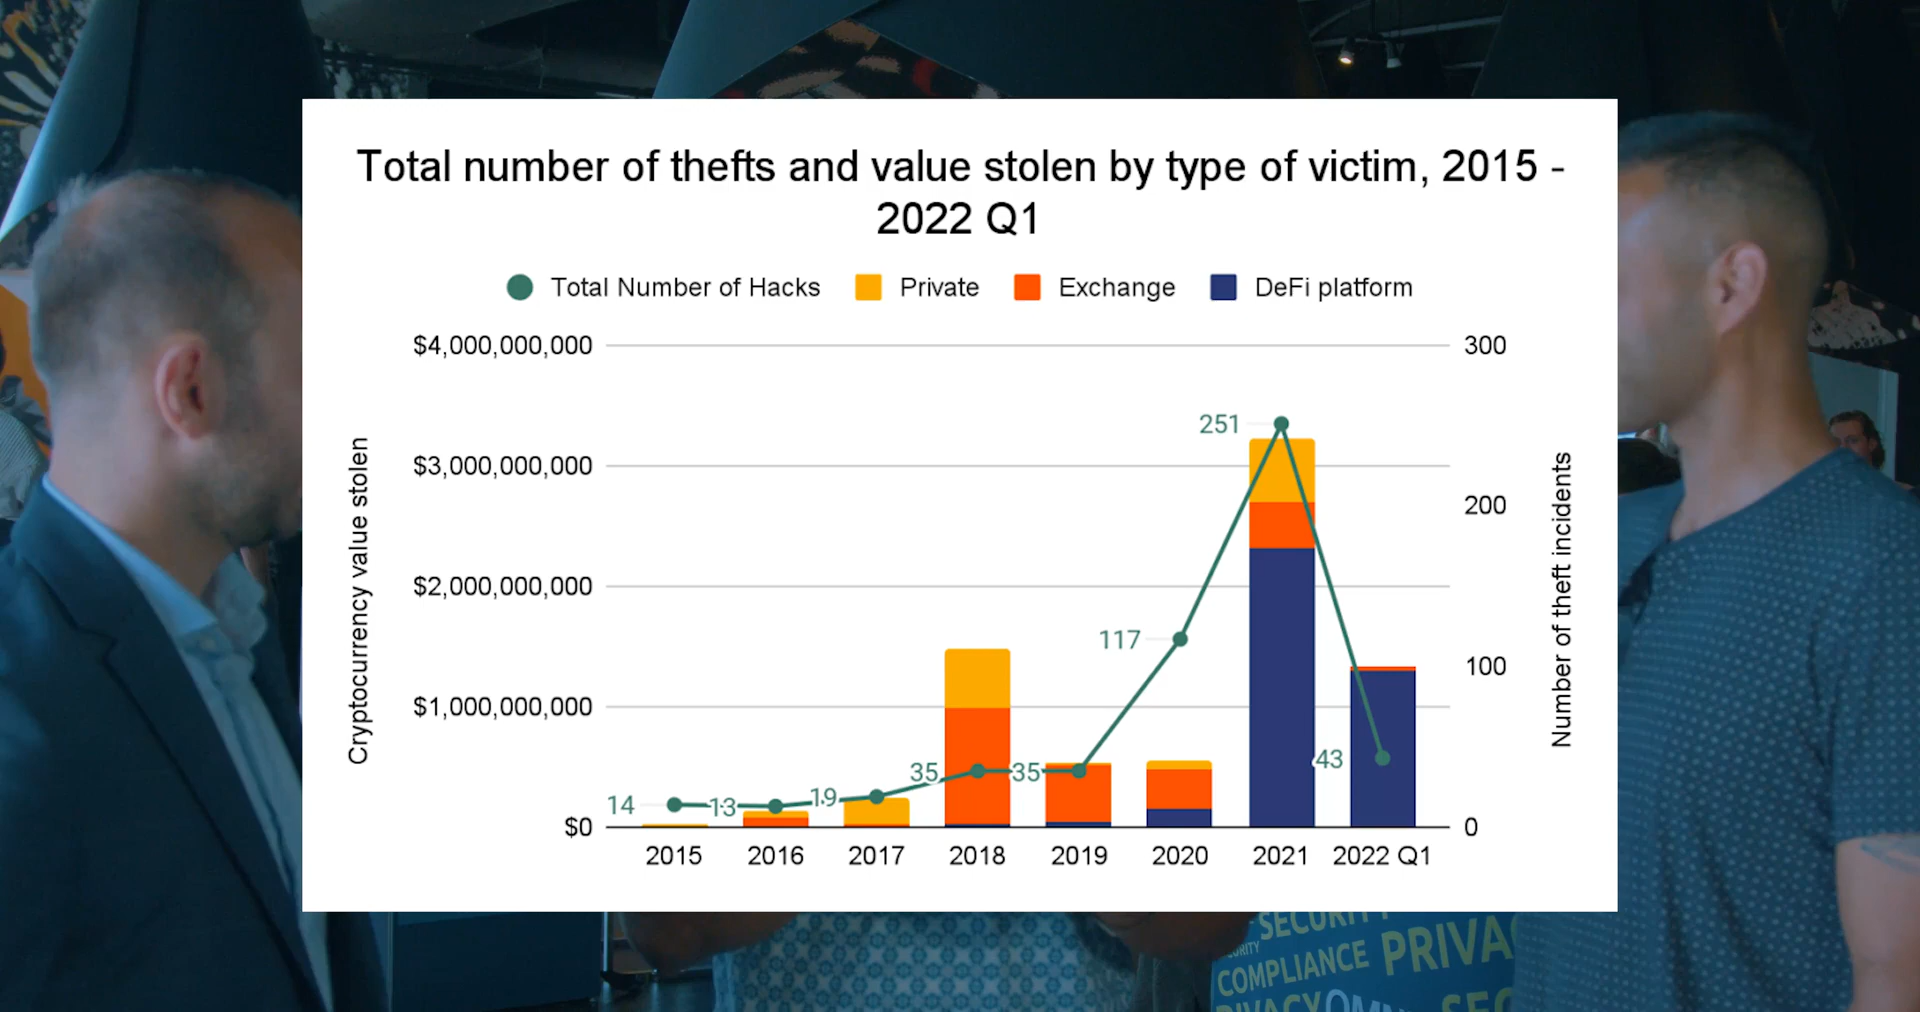 Total number of thefts and value stolen by type of victim, 2015 -
2022 Q1
Total Number of Hacks Private Exchange DeFi platform
$4,000,000,000
$3,000,000,000
$2,000,000,000
$1,000,000,000
$0
Cryptocurrency value stolen
300
200
100
0
Number of theft incidents
14
13
19
35
35
117
251
43
2015 2016 2017 2018 2019 2020 2021 2022 Q1
SECURITY
COMPLIANCE PRIVA